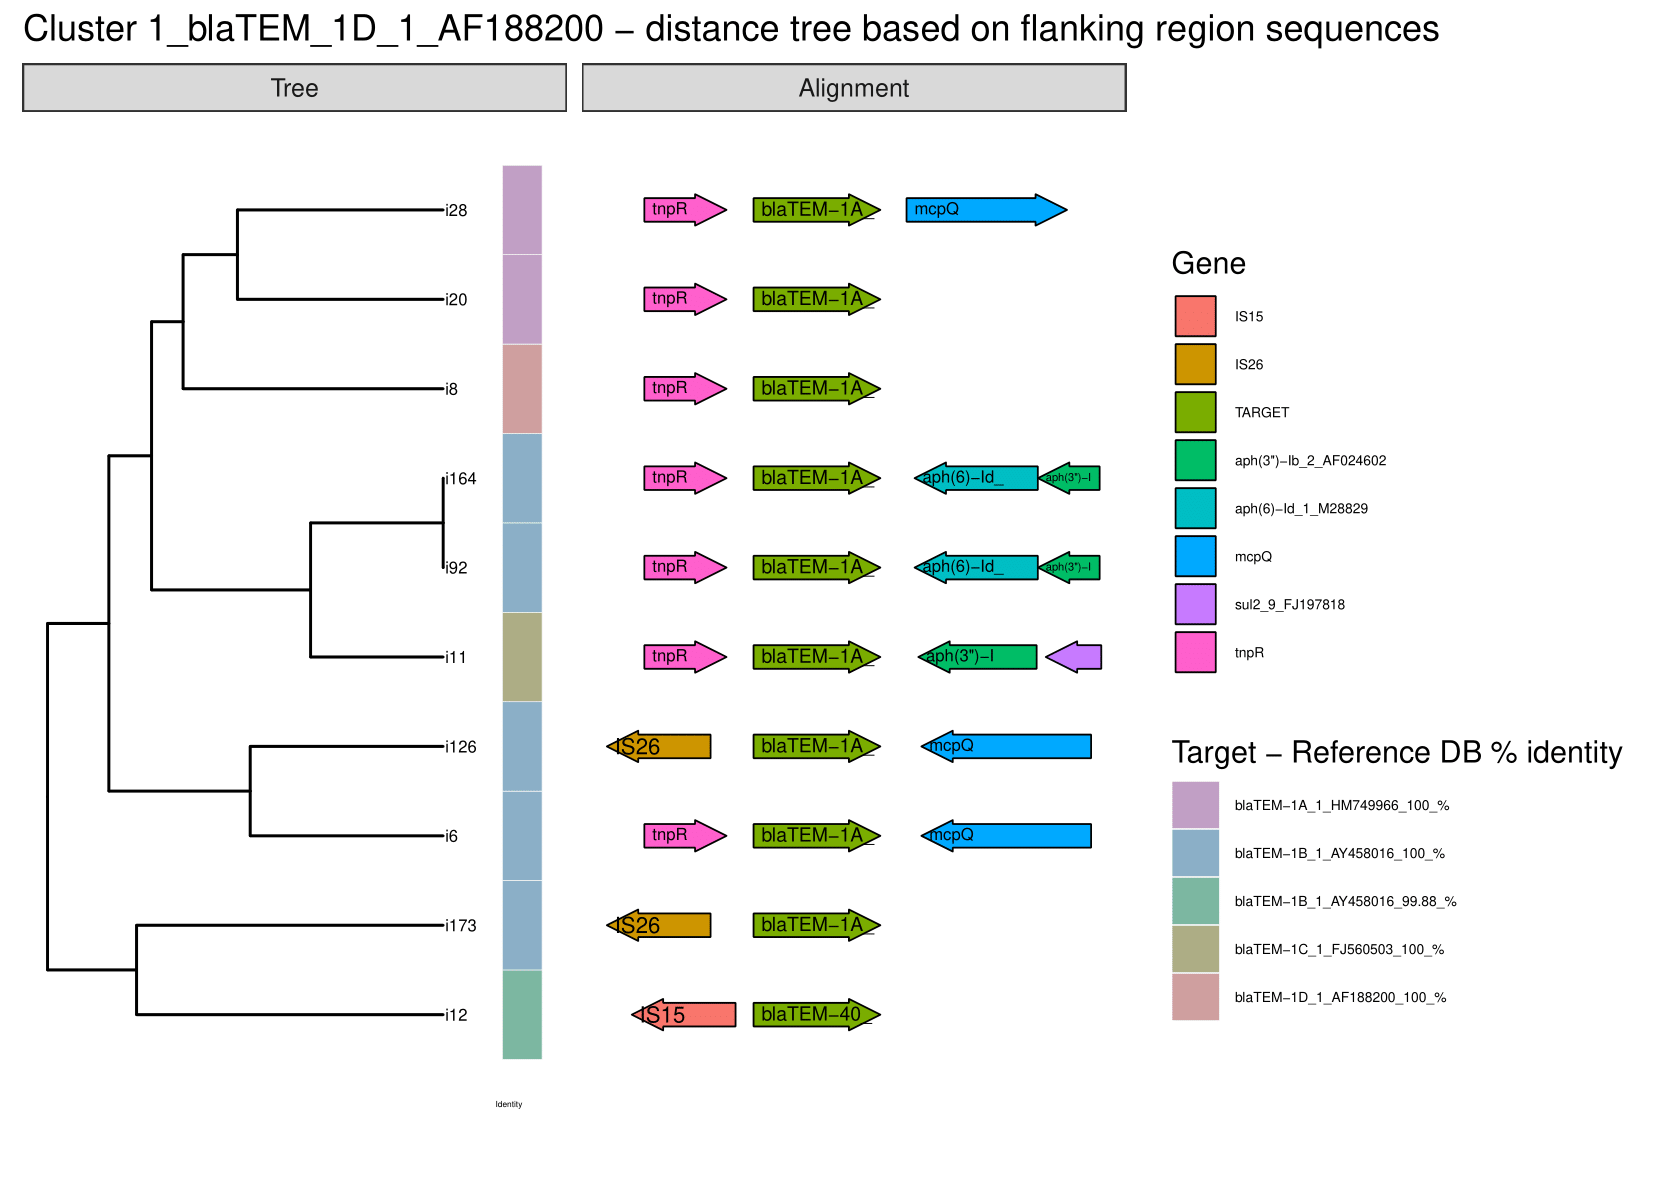 Cluster 1_blaTEM_1D_1_AF188200 – distance tree based on flanking region sequences
Tree
Alignment
i28
tnpR
blaTEM−1A_
mcpQ
i20
tnpR
blaTEM−1A_
i8
tnpR
blaTEM−1A_
i164
tnpR
blaTEM−1A_
aph(6)−Id_
aph(3'')−I
i92
tnpR
blaTEM−1A_
aph(6)−Id_
aph(3'')−I
i11
tnpR
blaTEM−1A_
aph(3'')−I
i126
IS26
blaTEM−1A_
mcpQ
i6
tnpR
blaTEM−1A_
mcpQ
i173
IS26
blaTEM−1A_
i12
IS15
blaTEM−40_
Identity
Gene
IS15
IS26
TARGET
aph(3'')−Ib_2_AF024602
aph(6)−Id_1_M28829
mcpQ
sul2_9_FJ197818
tnpR
Target − Reference DB % identity
blaTEM−1A_1_HM749966_100_%
blaTEM−1B_1_AY458016_100_%
blaTEM−1B_1_AY458016_99.88_%
blaTEM−1C_1_FJ560503_100_%
blaTEM−1D_1_AF188200_100_%